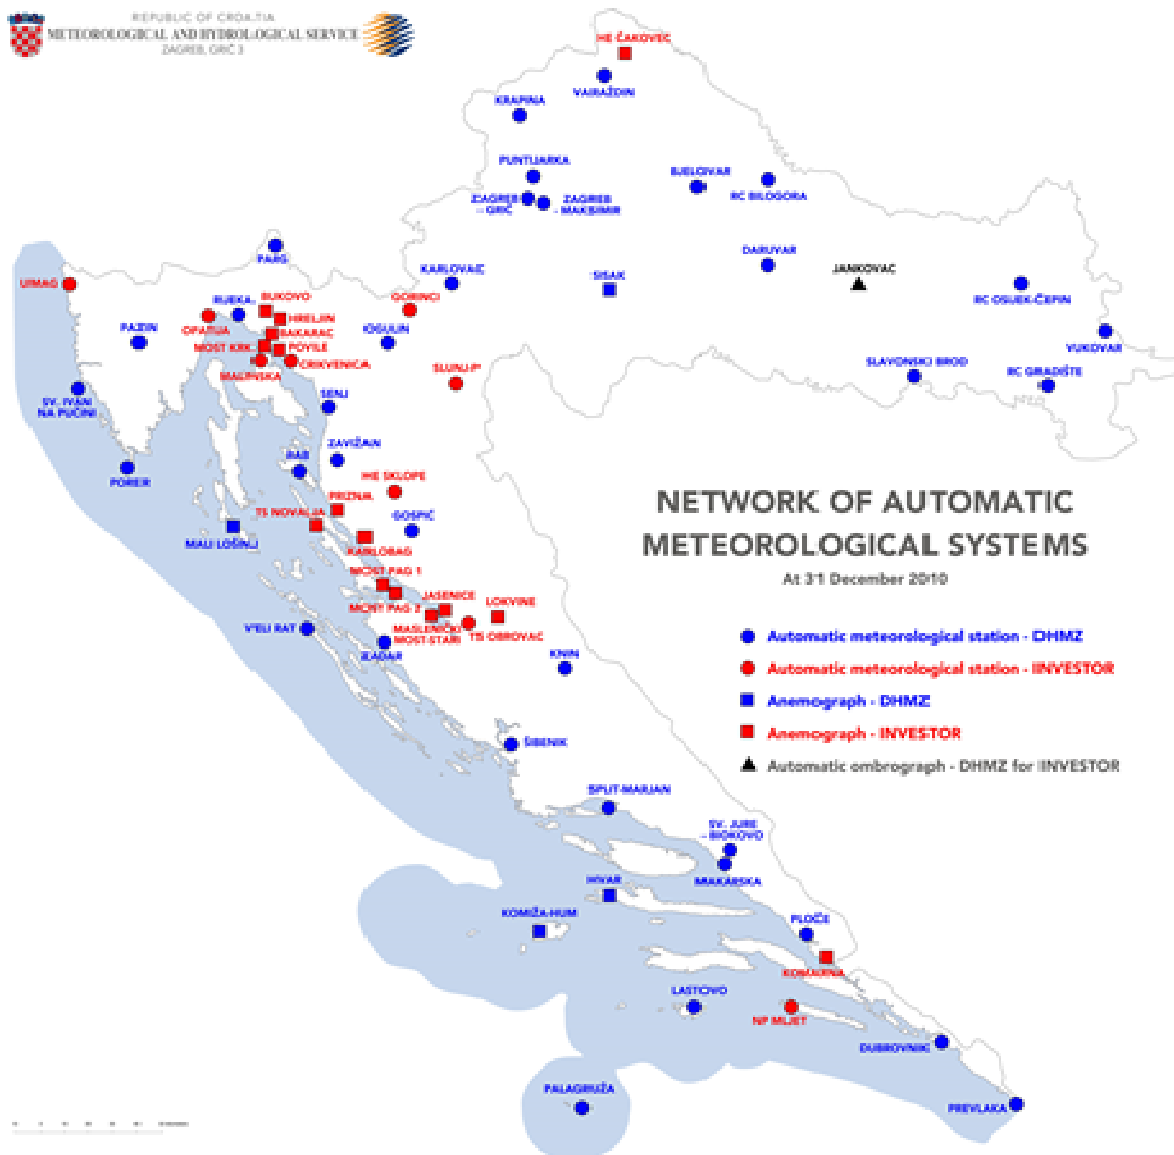 REPUBLIC OF CROATIA
METEOROLOGICAL AND HYDROLOGICAL SERVICE
ZAGREB, GRIČ 3
HE ČAKOVEC
VARAŽDIN
KRAPINA
PUNTIJARKA
BJELOVAR
RC BILOGORA
ZAGREB
- GRIČ
ZAGREB
- MAKSIMIR
PARG
KARLOVAC
SISAK
DARUVAR
JANKOVAC
RC OSIJEK-ČEPIN
UMAG
RIJEKA
BUKOVO
GORINCI
HRELJIN
OPATIJA
BAKARAC
PAZIN
MOST KRK
POVILE
OGULIN
VUKOVAR
MALINSKA
CRIKVENICA
SLUNJ P
SLAVONSKI BROD
RC GRADIŠTE
SV. IVAN
NA PUČINI
SENJ
ZAVIŽAN
RAB
PORER
HE SKLOPE
PRIZNA
TS NOVALJA
GOSPIĆ
MALI LOŠINJ
KARLOBAG
NETWORK OF AUTOMATIC
METEOROLOGICAL SYSTEMS
At 31 December 2010
MOST PAG 1
MOST PAG 2
JASENICE
LOKVINE
MASLENIČKI
MOST-STARI
TS OBROVAC
VELI RAT
ZADAR
KNIN
Automatic meteorological station - DHMZ
Automatic meteorological station - INVESTOR
Anemograph - DHMZ
Anemograph - INVESTOR
Automatic ombrograph - DHMZ for INVESTOR
ŠIBENIK
SPLIT-MARJAN
SV. JURE
- BIOKOVO
MAKARSKA
HVAR
KOMIŽA-HUM
PLOČE
KOMARNA
LASTOVO
NP MLJET
DUBROVNIK
PALAGRUŽA
PREVLAKA